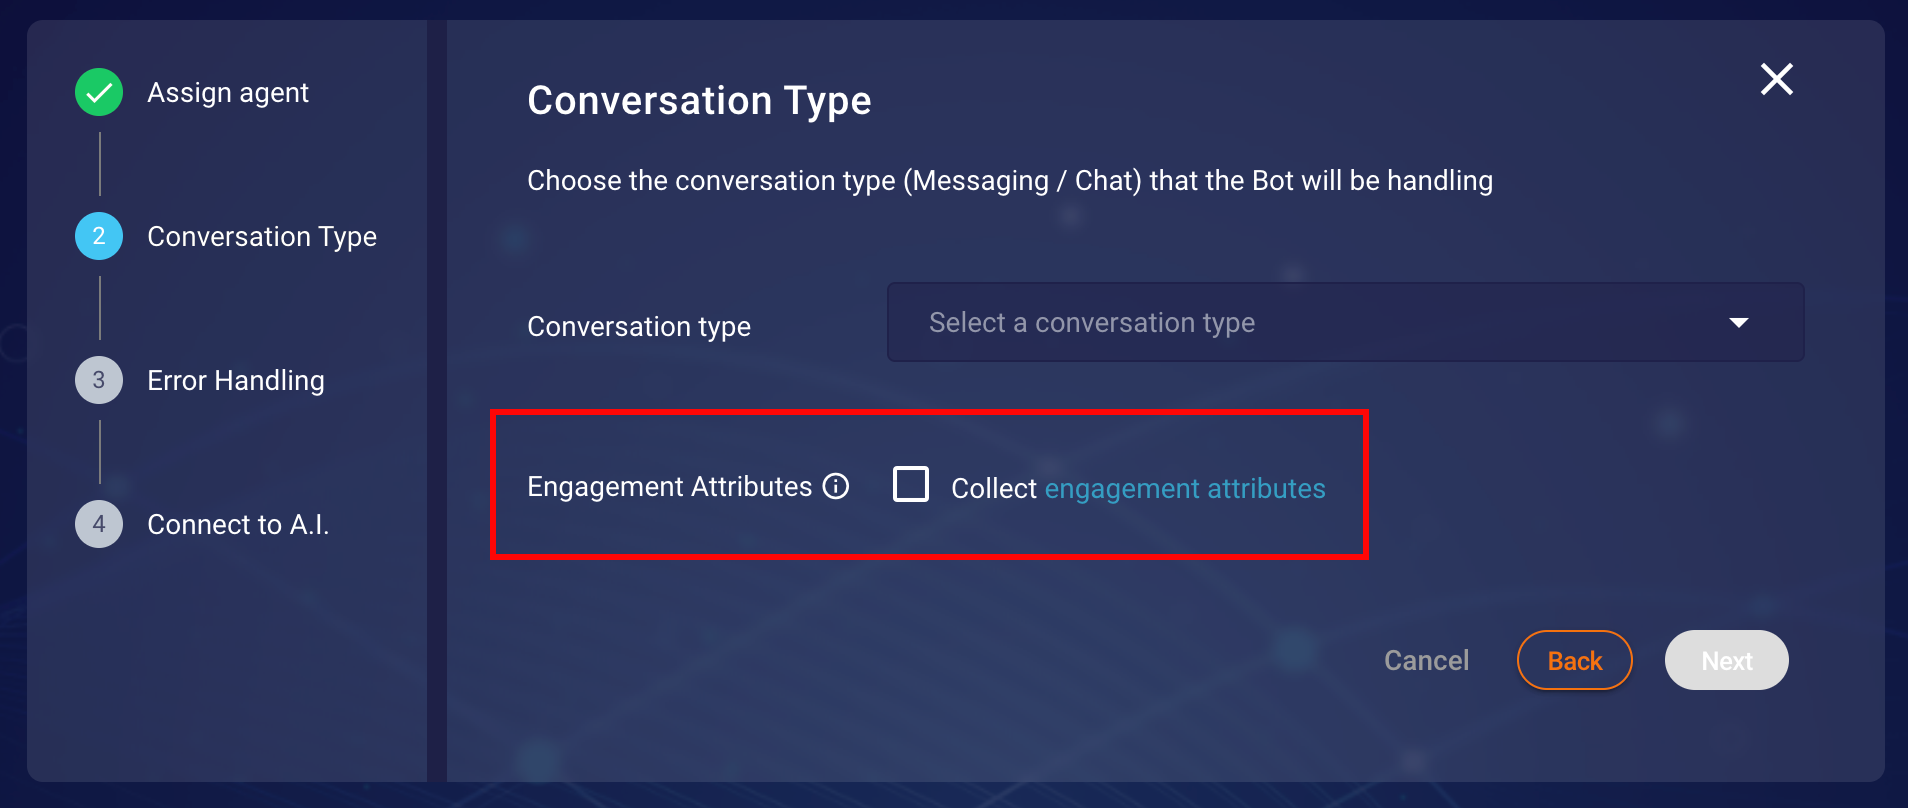 Assign agent
2 Conversation Type
3 Error Handling
4 Connect to A.I.
Conversation Type
Choose the conversation type (Messaging / Chat) that the Bot will be handling
Conversation type
Select a conversation type
Engagement Attributes
Collect engagement attributes
Cancel
Back
Next